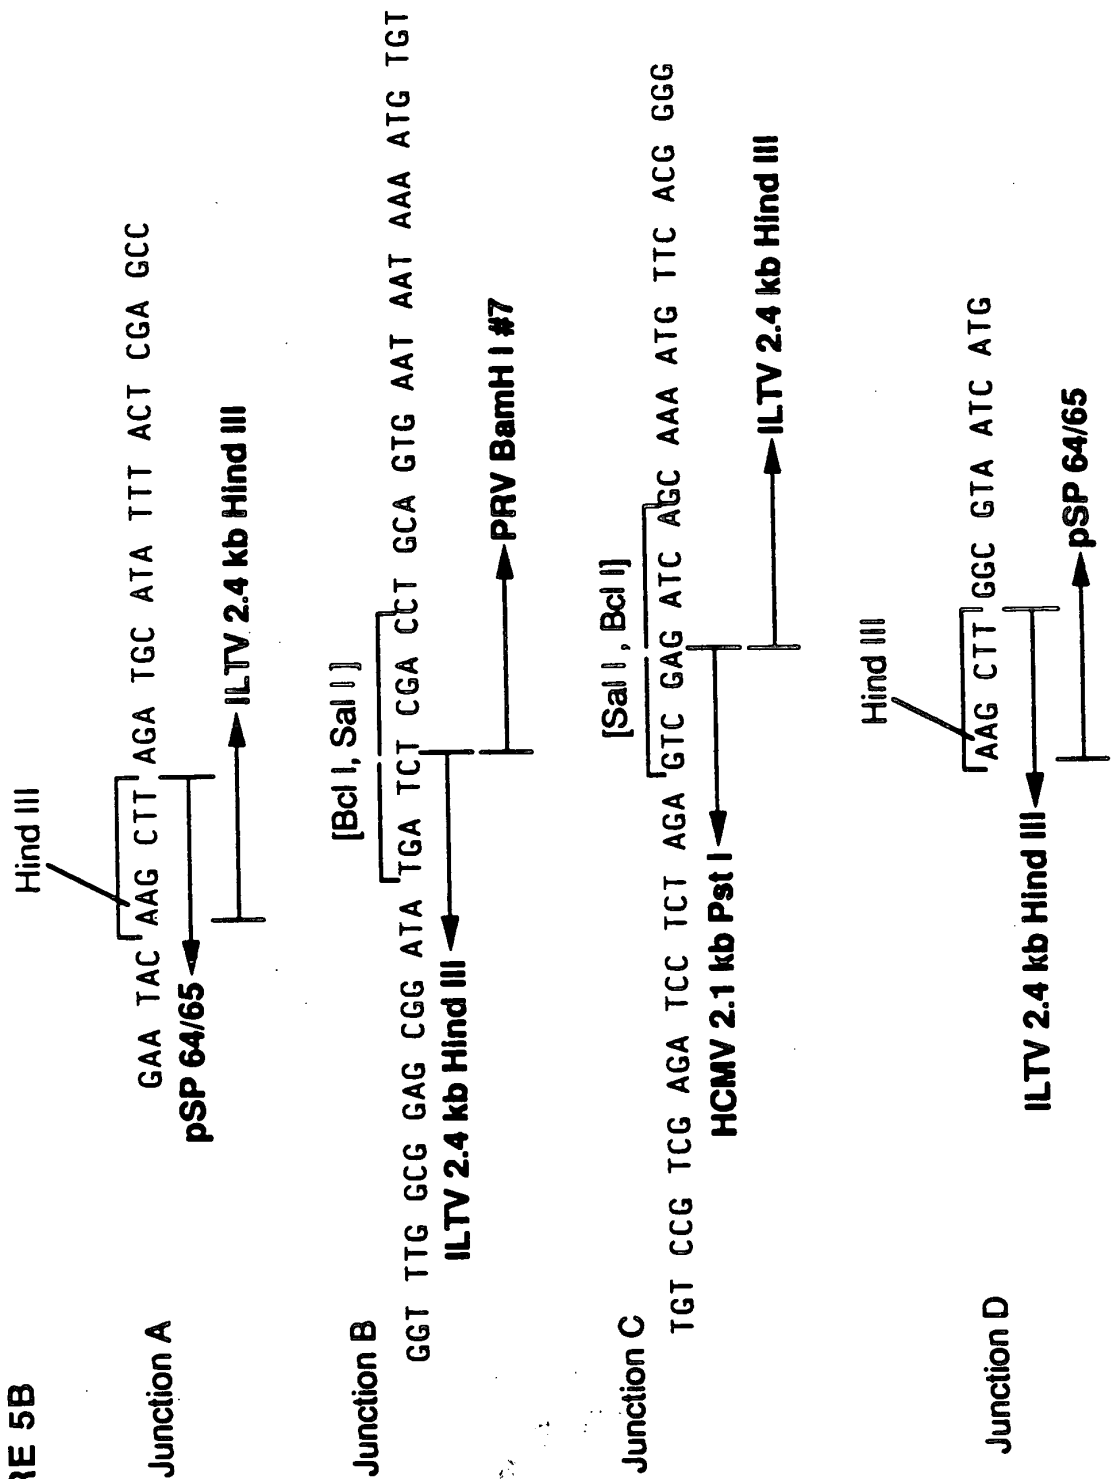 RE 5B
Hind III
Junction A
GAA TAC AAG CTT AGA TGC ATA TTT ACT CGA GCC
pSP 64/65
ILTV 2.4 kb Hind III
[Bcl I, Sal I]
Junction B
GGT TTG GCG GAG CGG ATA TGA TCT CGA CCT GCA GTG AAT AAT AAA ATG TGT
ILTV 2.4 kb Hind III
PRV BamH I #7
[Sal I, Bcl I]
Junction C
TGT CCG TCG AGA TCC TCT AGA GTC GAG ATC AGC AAA ATG TTC ACG GGG
HCMV 2.1 kb Pst I
ILTV 2.4 kb Hind III
Hind III
Junction D
AAG CTT GGC GTA ATC ATG
ILTV 2.4 kb Hind III
pSP 64/65